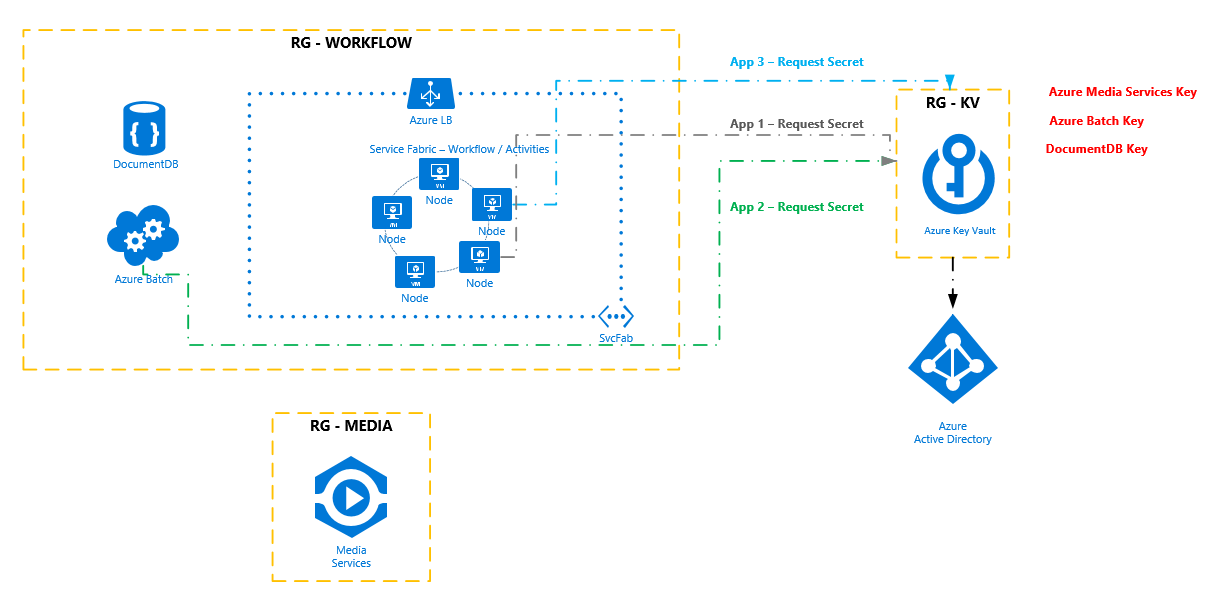 RG - WORKFLOW
App 3 – Request Secret
Azure Media Services Key
RG - KV
Azure LB
App 1 – Request Secret
Azure Batch Key
Service Fabric – Workflow / Activities
DocumentDB Key
DocumentDB
VM
Node
VM
Node
VM
Node
VM
Node
VM
Node
App 2 – Request Secret
Azure Key Vault
Azure Batch
SvcFab
Azure
Active Directory
RG - MEDIA
Media
Services